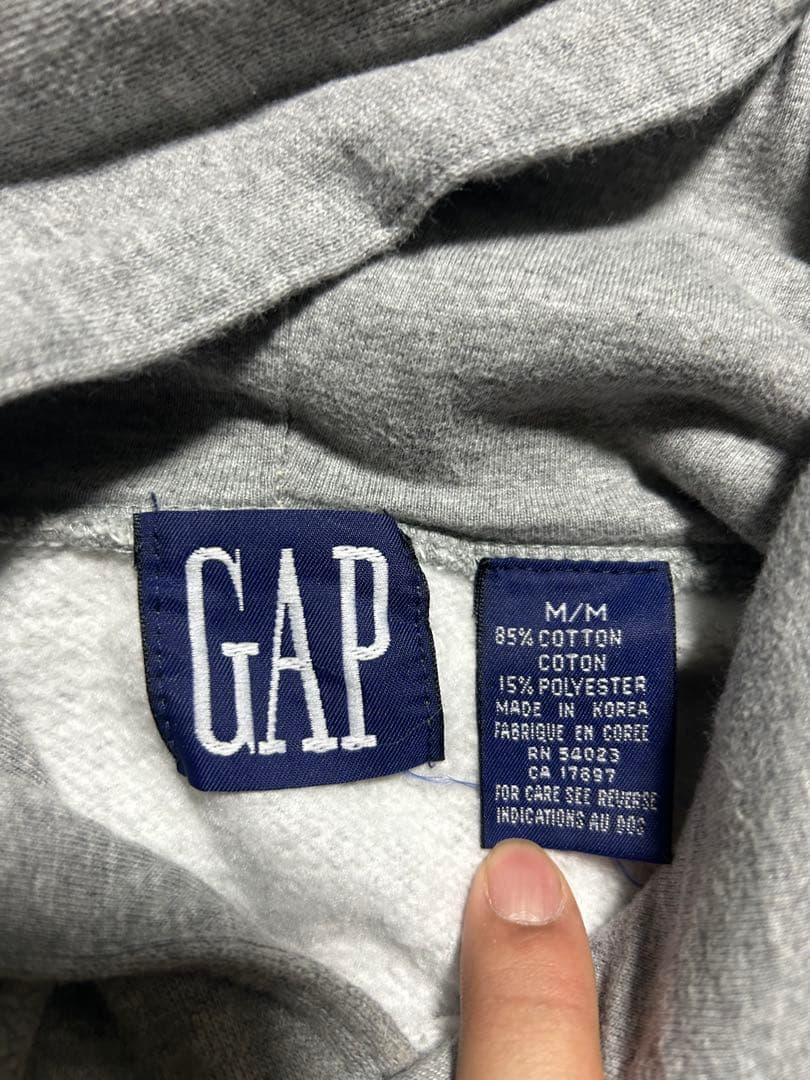 GAP
M/M
85% COTTON
COTON
15% POLYESTER
MADE IN KOREA
FABRIQUE EN COREE
RN 54023
CA 17897
FOR CARE SEE REVERSE
INDICATIONS AU DOS